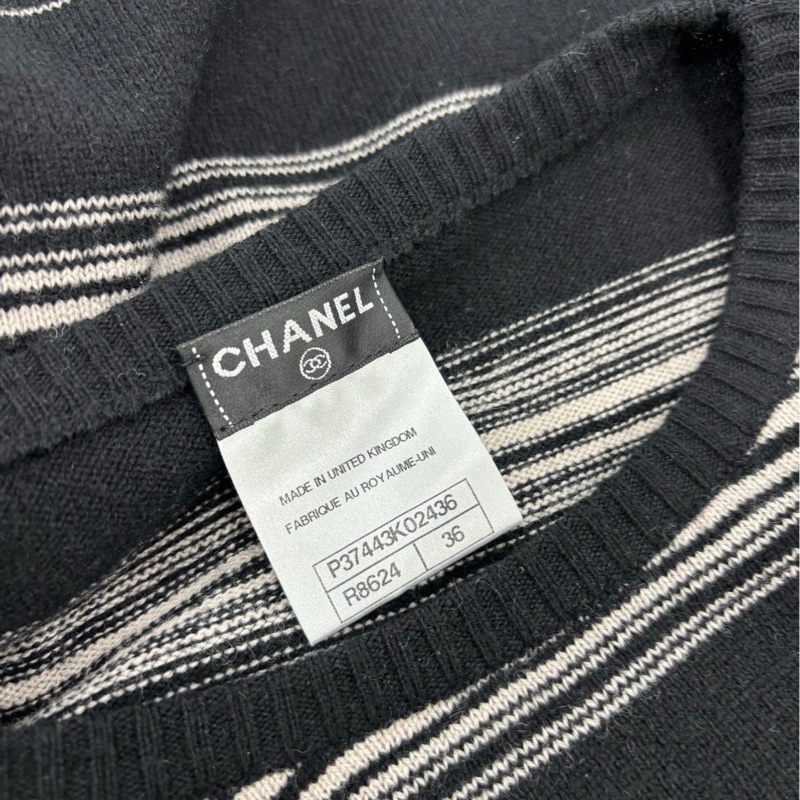 CHANEL
MADE IN UNITED KINGDOM
FABRIQUE AU ROYAUME-UNI
P37443K02436
R8624 36